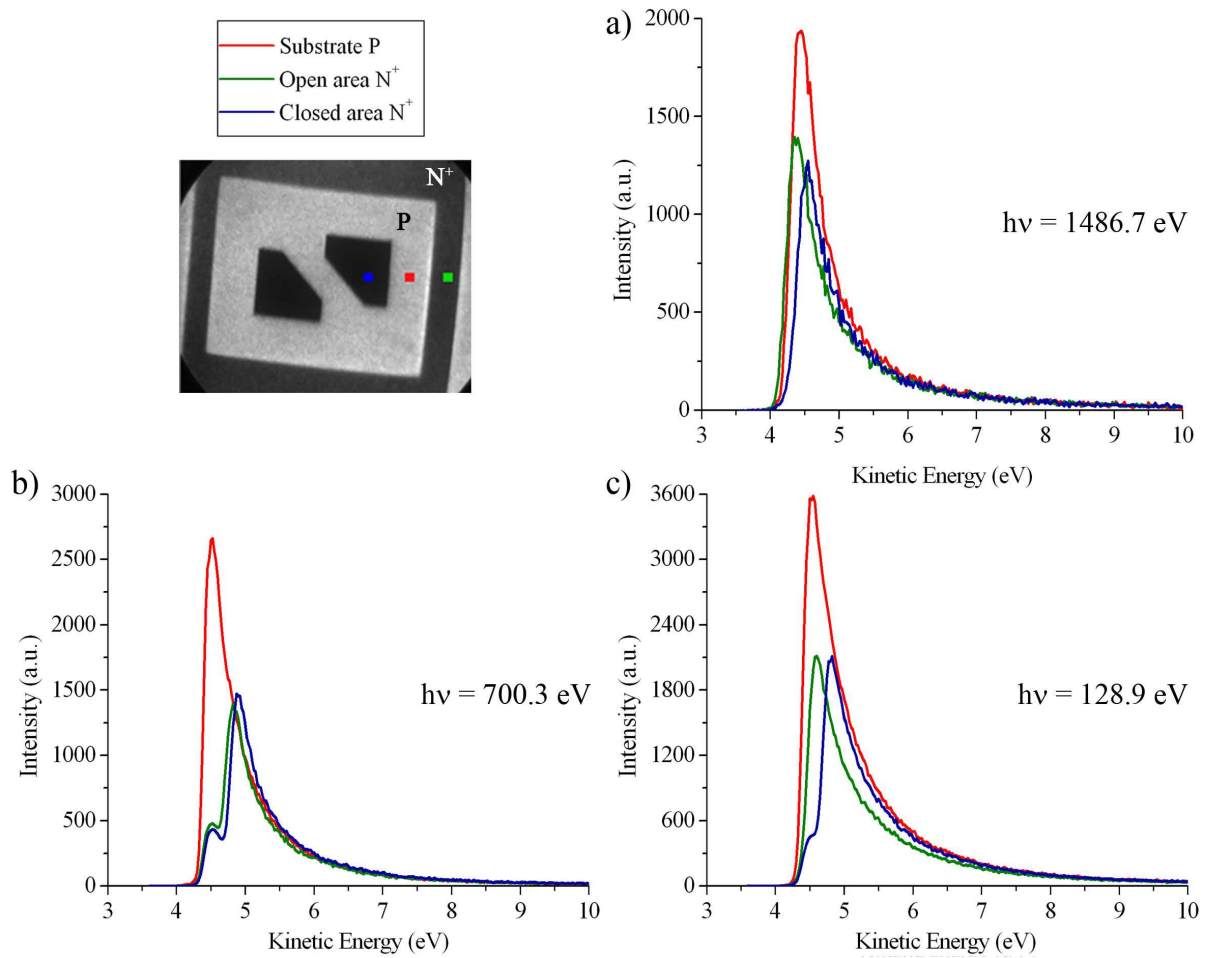 Substrate P
Open area N⁺
Closed area N⁺
N⁺
P
a)
2000
1500
1000
500
0
Intensity (a.u.)
hν = 1486.7 eV
3 4 5 6 7 8 9 10
Kinetic Energy (eV)
b)
3000
2500
2000
1500
1000
500
0
Intensity (a.u.)
hν = 700.3 eV
3 4 5 6 7 8 9 10
Kinetic Energy (eV)
c)
3600
3000
2400
1800
1200
600
0
Intensity (a.u.)
hν = 128.9 eV
3 4 5 6 7 8 9 10
Kinetic Energy (eV)